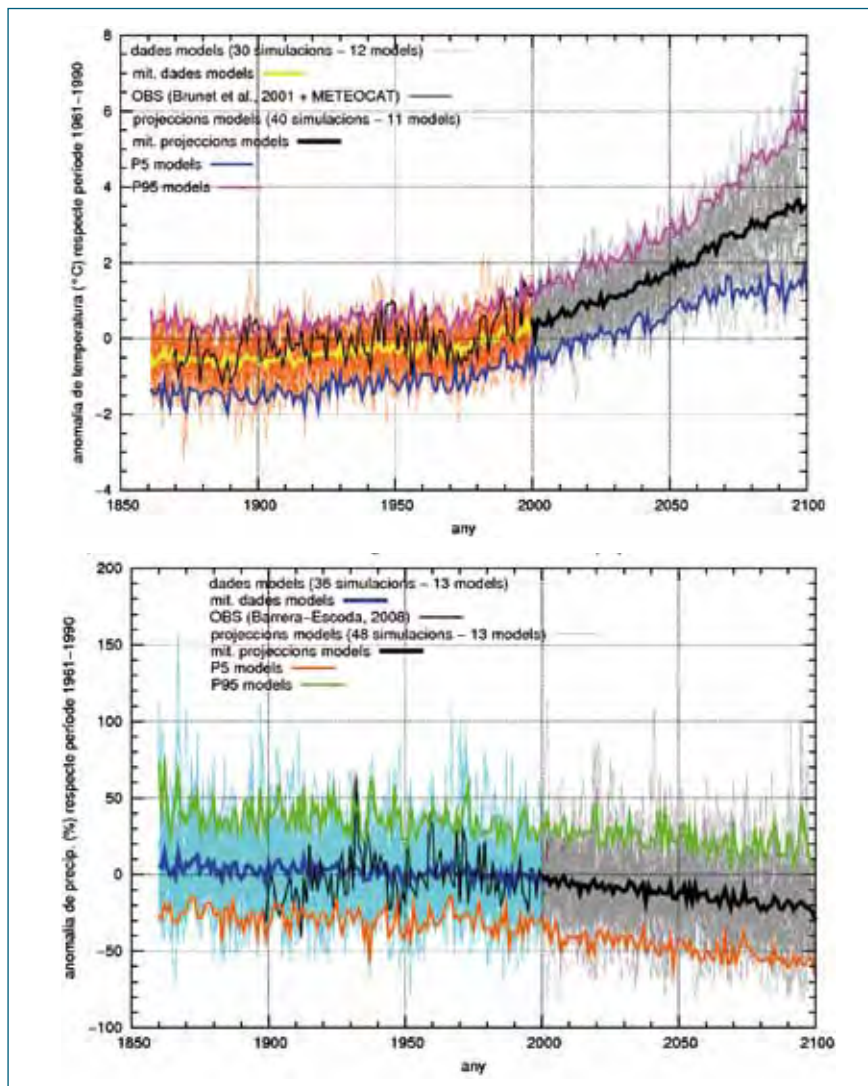 8
6
4
2
0
−2
−4
anomalia de temperatura (°C) respecte període 1961−1990
dades models (30 simulacions − 12 models)
mit. dades models
OBS (Brunet et al., 2001 + METEOCAT)
projeccions models (40 simulacions − 11 models)
mit. projeccions models
P5 models
P95 models
1850 1900 1950 2000 2050 2100
any
200
150
100
50
0
−50
−100
anomalia de precip. (%) respecte període 1961−1990
dades models (36 simulacions − 13 models)
mit. dades models
OBS (Barrera−Escoda, 2008)
projeccions models (48 simulacions − 13 models)
mit. projeccions models
P5 models
P95 models
1850 1900 1950 2000 2050 2100
any